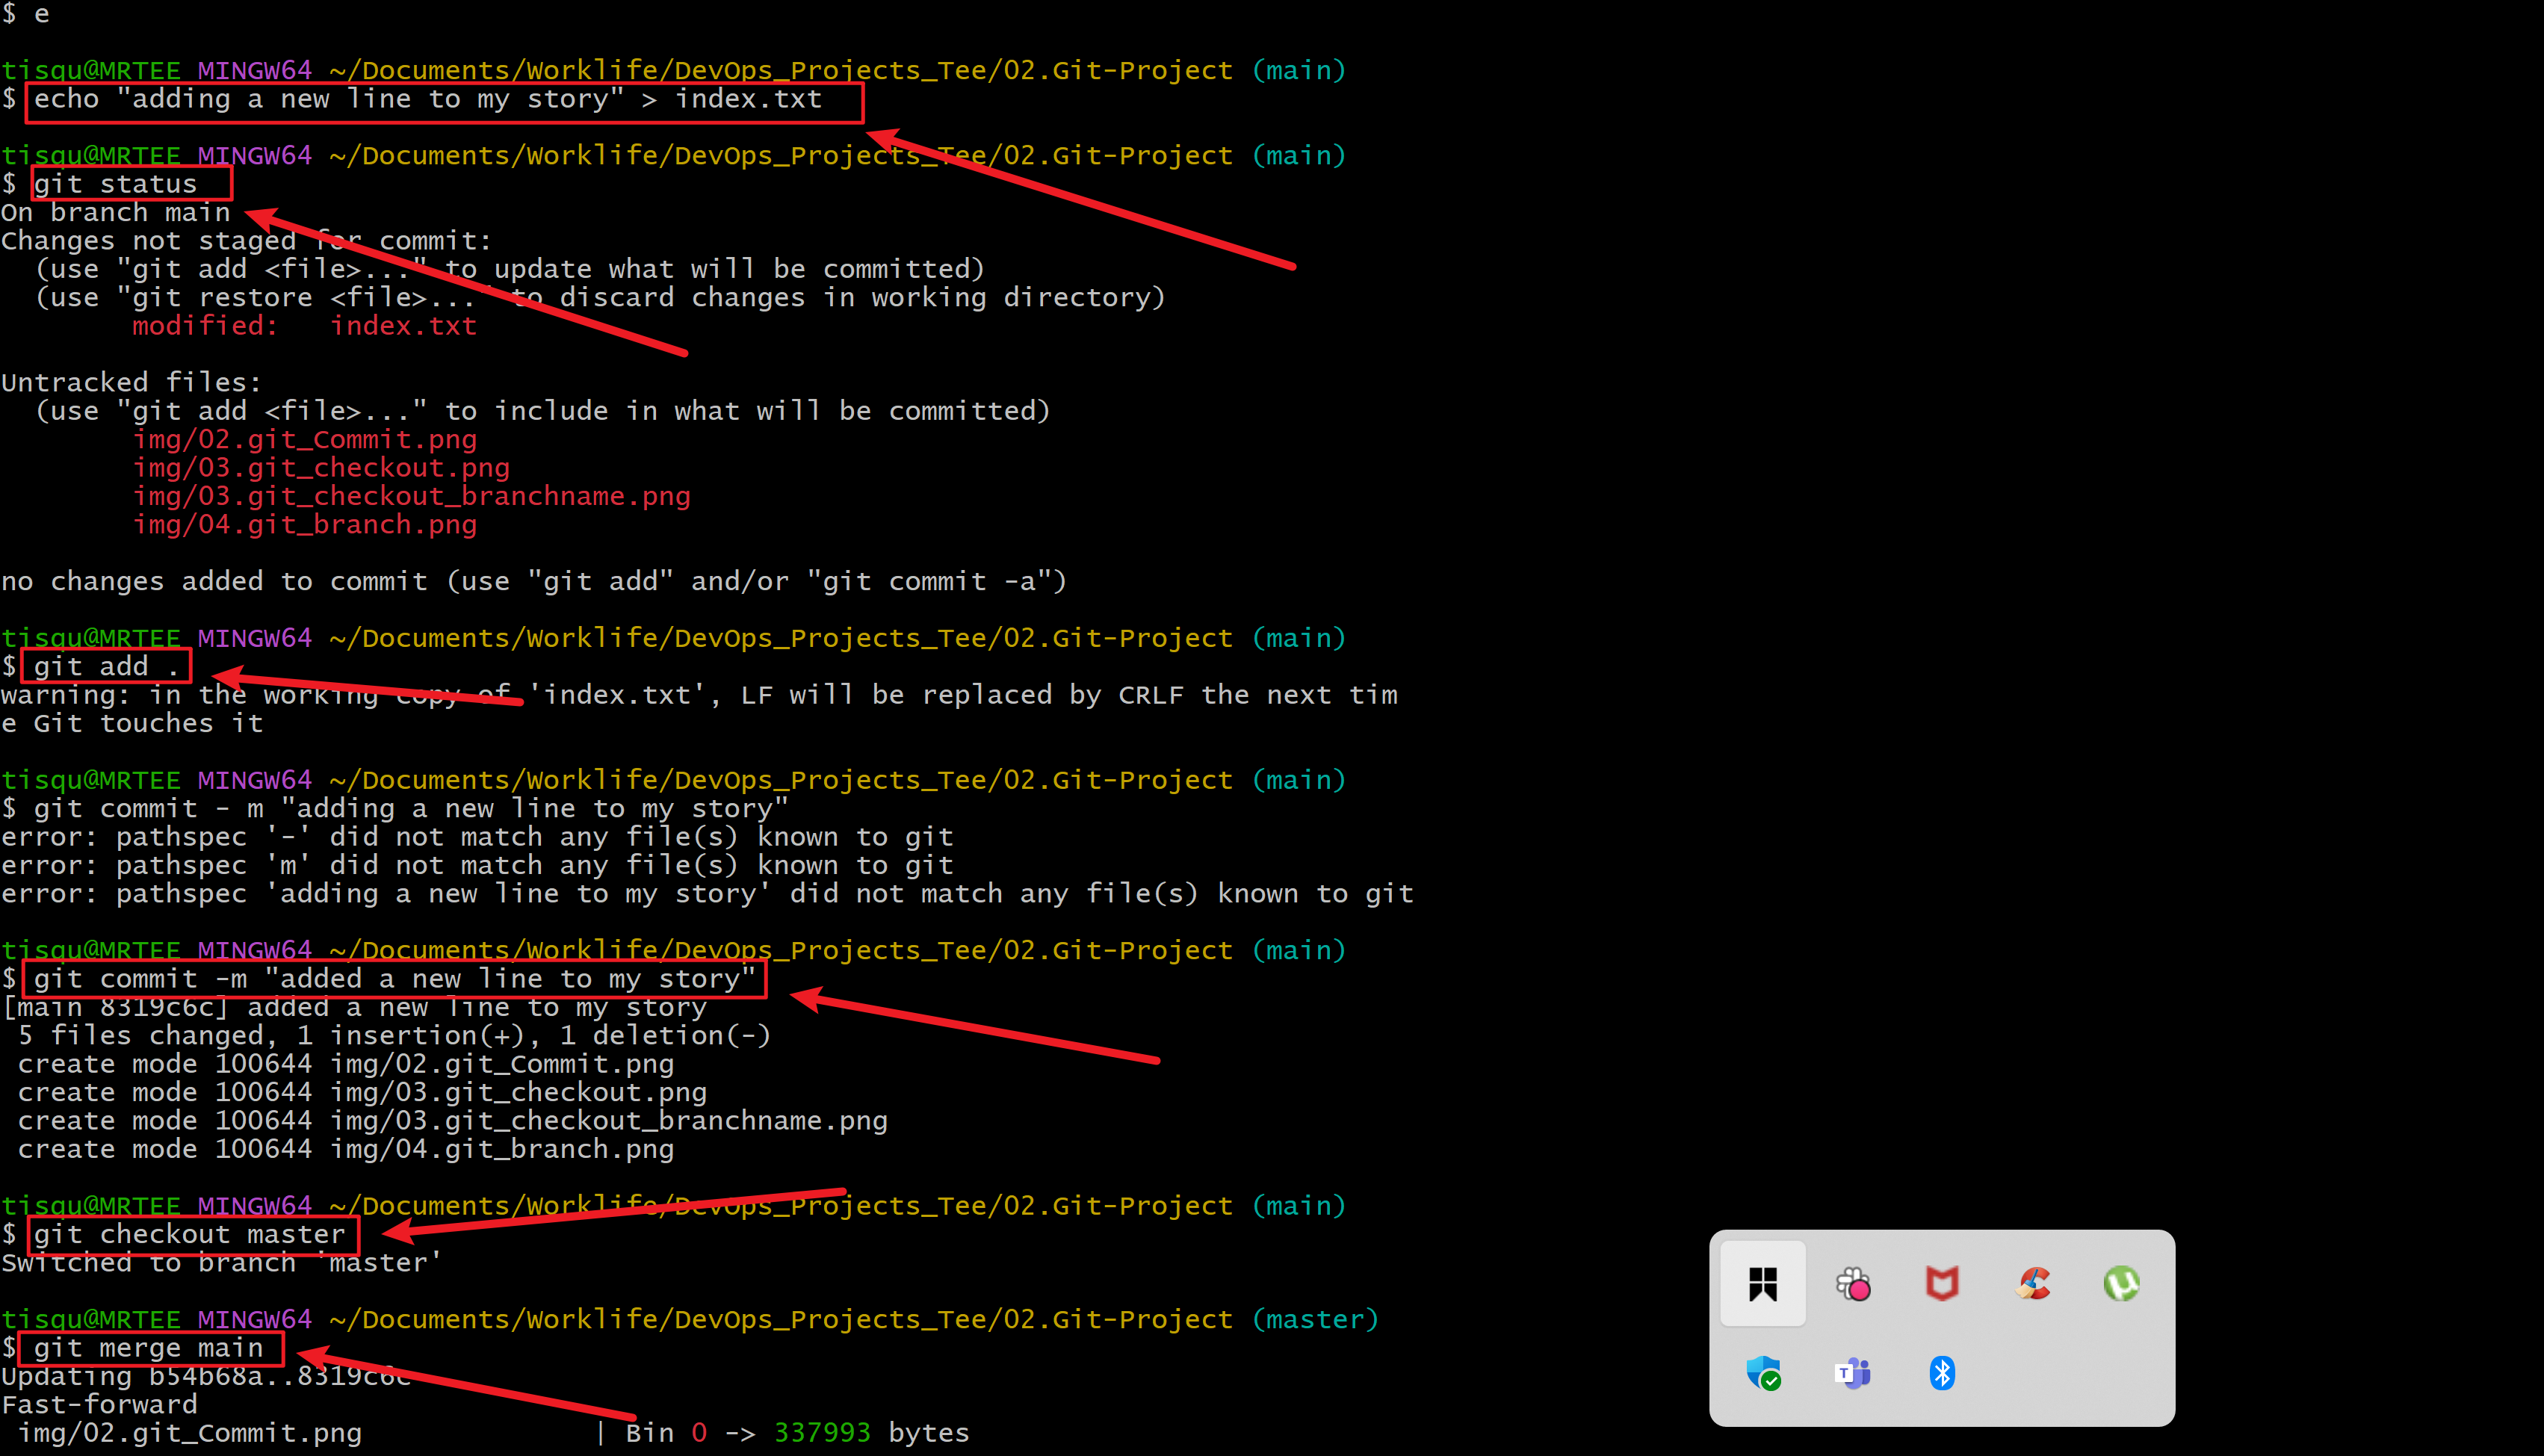 $ e
tisqu@MRTEE MINGW64 ~/Documents/Worklife/DevOps_Projects_Tee/02.Git-Project (main)
$ echo "adding a new line to my story" > index.txt
tisqu@MRTEE MINGW64 ~/Documents/Worklife/DevOps_Projects_Tee/02.Git-Project (main)
$ git status
On branch main
Changes not staged for commit:
  (use "git add <file>..." to update what will be committed)
  (use "git restore <file>..." to discard changes in working directory)
        modified:   index.txt
Untracked files:
  (use "git add <file>..." to include in what will be committed)
        img/02.git_Commit.png
        img/03.git_checkout.png
        img/03.git_checkout_branchname.png
        img/04.git_branch.png
no changes added to commit (use "git add" and/or "git commit -a")
tisqu@MRTEE MINGW64 ~/Documents/Worklife/DevOps_Projects_Tee/02.Git-Project (main)
$ git add .
warning: in the working copy of 'index.txt', LF will be replaced by CRLF the next tim
e Git touches it
tisqu@MRTEE MINGW64 ~/Documents/Worklife/DevOps_Projects_Tee/02.Git-Project (main)
$ git commit - m "adding a new line to my story"
error: pathspec '-' did not match any file(s) known to git
error: pathspec 'm' did not match any file(s) known to git
error: pathspec 'adding a new line to my story' did not match any file(s) known to git
tisqu@MRTEE MINGW64 ~/Documents/Worklife/DevOps_Projects_Tee/02.Git-Project (main)
$ git commit -m "added a new line to my story"
[main 8319c6c] added a new line to my story
 5 files changed, 1 insertion(+), 1 deletion(-)
 create mode 100644 img/02.git_Commit.png
 create mode 100644 img/03.git_checkout.png
 create mode 100644 img/03.git_checkout_branchname.png
 create mode 100644 img/04.git_branch.png
tisqu@MRTEE MINGW64 ~/Documents/Worklife/DevOps_Projects_Tee/02.Git-Project (main)
$ git checkout master
Switched to branch 'master'
tisqu@MRTEE MINGW64 ~/Documents/Worklife/DevOps_Projects_Tee/02.Git-Project (master)
$ git merge main
Updating b54b68a..8319c6c
Fast-forward
 img/02.git_Commit.png              | Bin 0 -> 337993 bytes